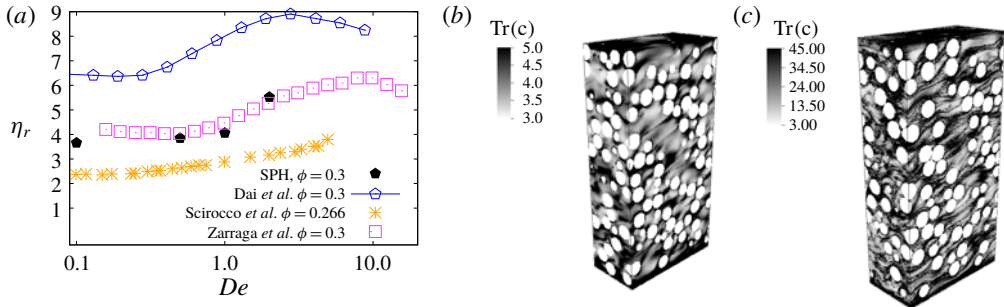 (a)
9
8
7
6
5
4
3
2
1
η_r
0.1
1.0
10.0
De
SPH, ϕ = 0.3
Dai et al. ϕ = 0.3
Scirocco et al. ϕ = 0.266
Zarraga et al. ϕ = 0.3
(b)
Tr(c)
5.0
4.5
4.0
3.5
3.0
(c)
Tr(c)
45.00
34.50
24.00
13.50
3.00